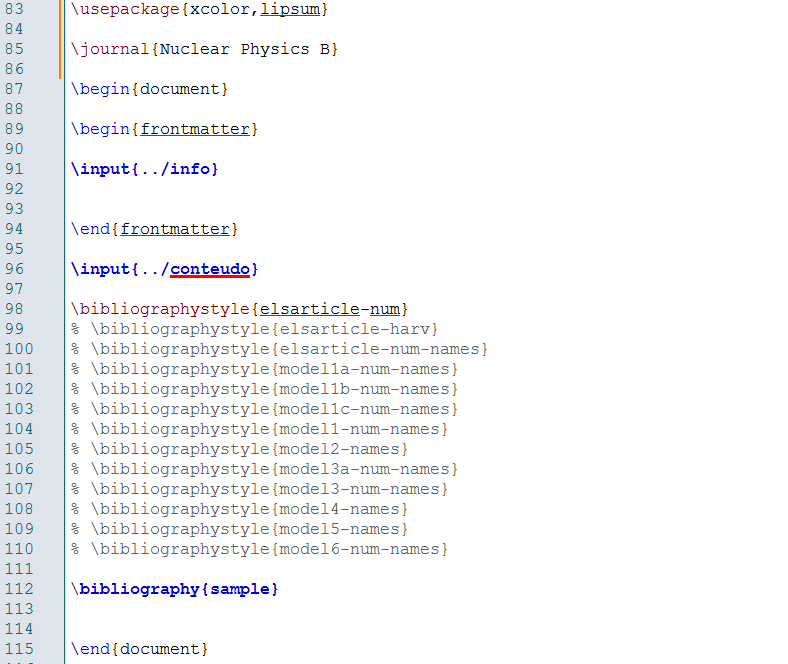 83 \usepackage{xcolor,lipsum}
84
85 \journal{Nuclear Physics B}
86
87 \begin{document}
88
89 \begin{frontmatter}
90
91 \input{../info}
92
93
94 \end{frontmatter}
95
96 \input{../conteudo}
97
98 \bibliographystyle{elsarticle-num}
99 % \bibliographystyle{elsarticle-harv}
100 % \bibliographystyle{elsarticle-num-names}
101 % \bibliographystyle{model1a-num-names}
102 % \bibliographystyle{model1b-num-names}
103 % \bibliographystyle{model1c-num-names}
104 % \bibliographystyle{model1-num-names}
105 % \bibliographystyle{model2-names}
106 % \bibliographystyle{model3a-num-names}
107 % \bibliographystyle{model3-num-names}
108 % \bibliographystyle{model4-names}
109 % \bibliographystyle{model5-names}
110 % \bibliographystyle{model6-num-names}
111
112 \bibliography{sample}
113
114
115 \end{document}